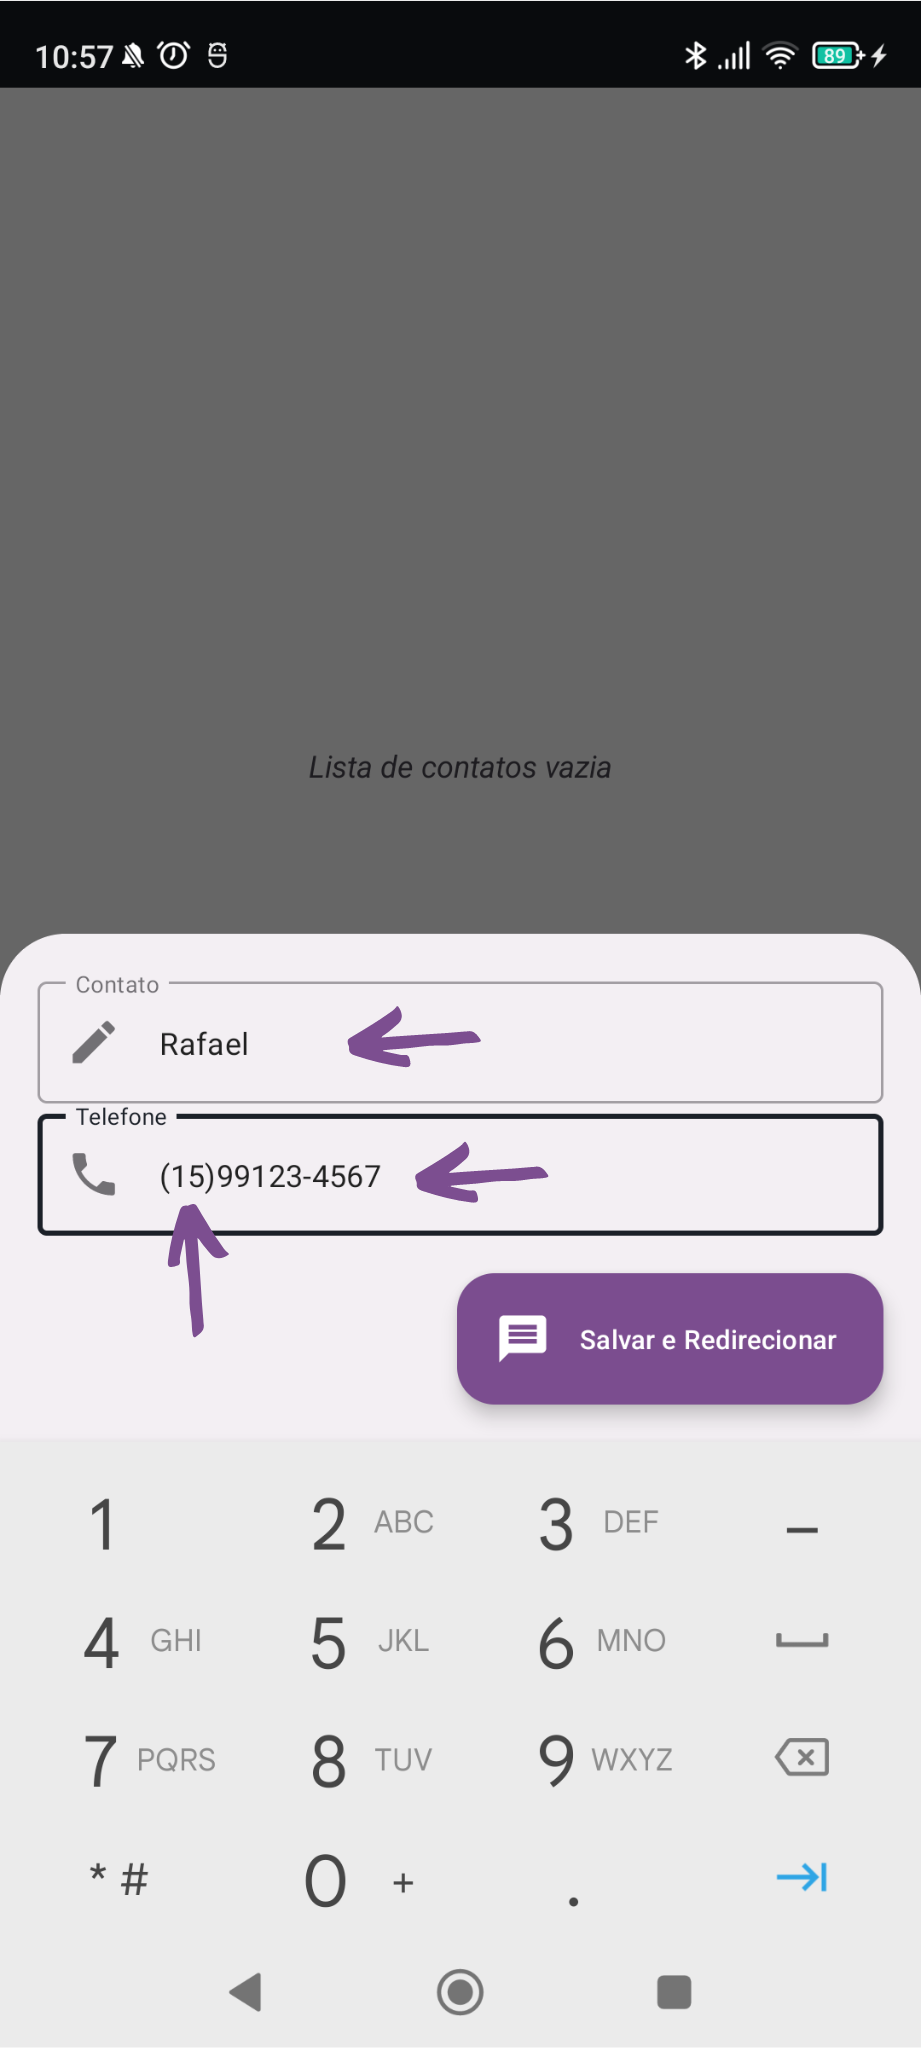 10:57 89
Lista de contatos vazia
Contato
Rafael
Telefone
(15)99123-4567
Salvar e Redirecionar
1 2 ABC 3 DEF –
4 GHI 5 JKL 6 MNO
7 PQRS 8 TUV 9 WXYZ
* # 0 + .